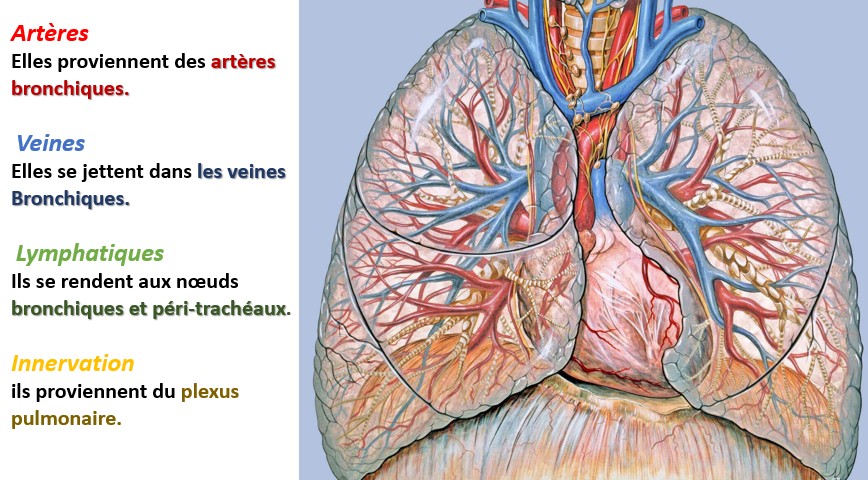 Artères
Elles proviennent des artères
bronchiques.
Veines
Elles se jettent dans les veines
Bronchiques.
Lymphatiques
Ils se rendent aux nœuds
bronchiques et péri-trachéaux.
Innervation
ils proviennent du plexus
pulmonaire.